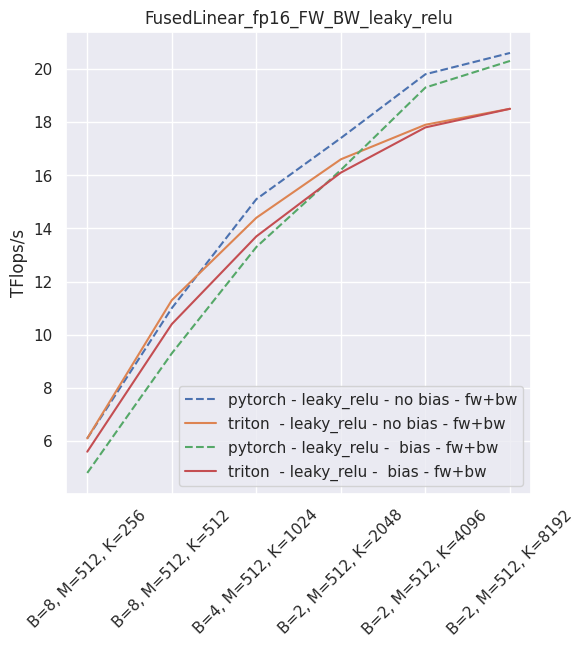 FusedLinear_fp16_FW_BW_leaky_relu
TFlops/s
20
18
16
14
12
10
8
6
pytorch - leaky_relu - no bias - fw+bw
triton  - leaky_relu - no bias - fw+bw
pytorch - leaky_relu -  bias - fw+bw
triton  - leaky_relu -  bias - fw+bw
B=8, M=512, K=256
B=8, M=512, K=512
B=4, M=512, K=1024
B=2, M=512, K=2048
B=2, M=512, K=4096
B=2, M=512, K=8192